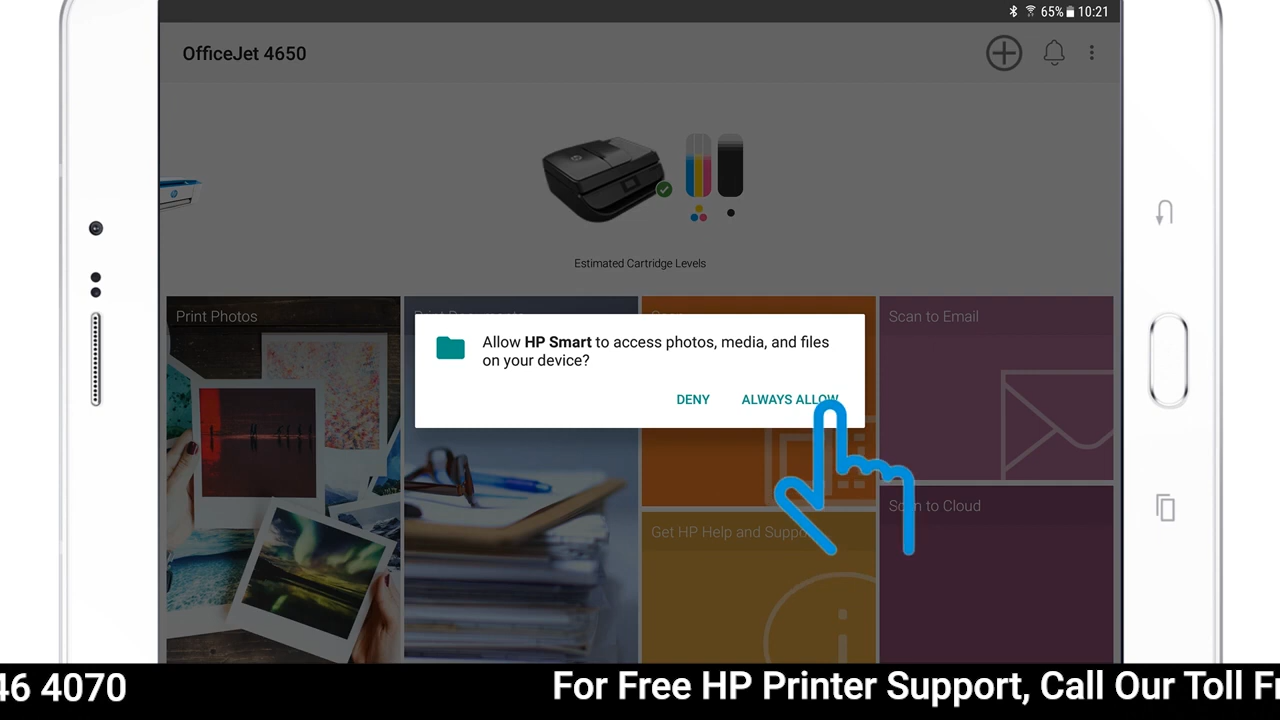 65% 10:21
OfficeJet 4650
Estimated Cartridge Levels
Print Photos
Scan to Email
Allow HP Smart to access photos, media, and files
on your device?
DENY
ALWAYS ALLOW
Scan to Cloud
Get HP Help and Support
46 4070
For Free HP Printer Support, Call Our Toll Fr